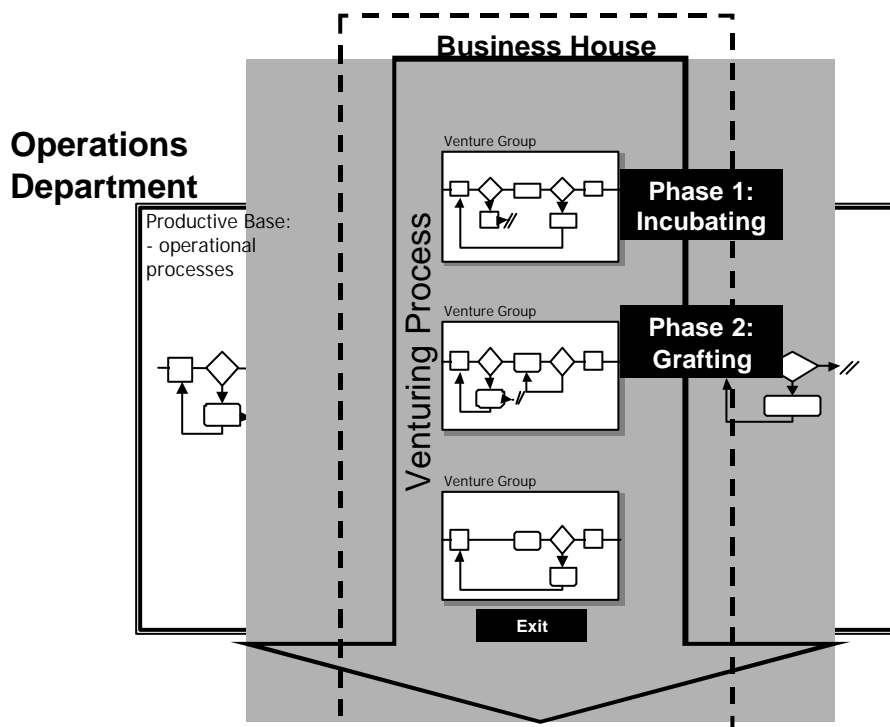 Business House
Operations
Department
Productive Base:
- operational
processes
Venturing Process
Venture Group
Phase 1:
Incubating
Venture Group
Phase 2:
Grafting
Venture Group
Exit